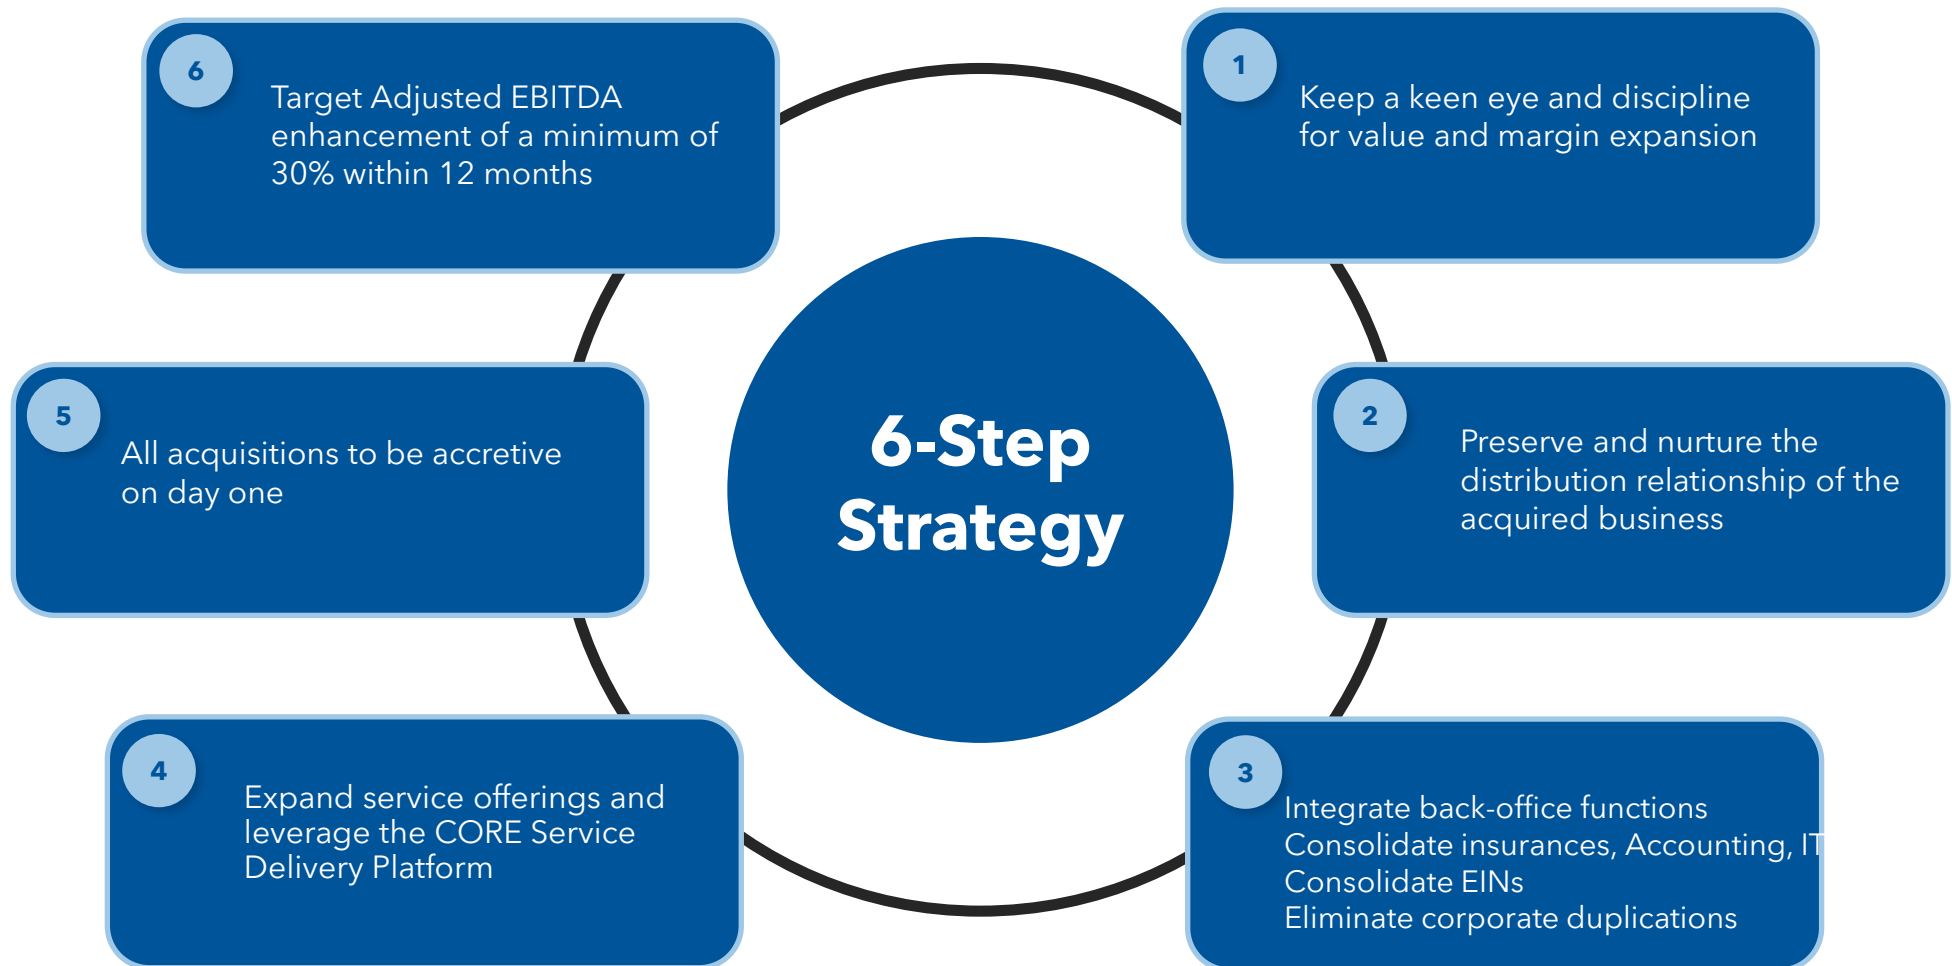 6-Step
Strategy
1
Keep a keen eye and discipline
for value and margin expansion
2
Preserve and nurture the
distribution relationship of the
acquired business
3
Integrate back-office functions
Consolidate insurances, Accounting, IT
Consolidate EINs
Eliminate corporate duplications
4
Expand service offerings and
leverage the CORE Service
Delivery Platform
5
All acquisitions to be accretive
on day one
6
Target Adjusted EBITDA
enhancement of a minimum of
30% within 12 months